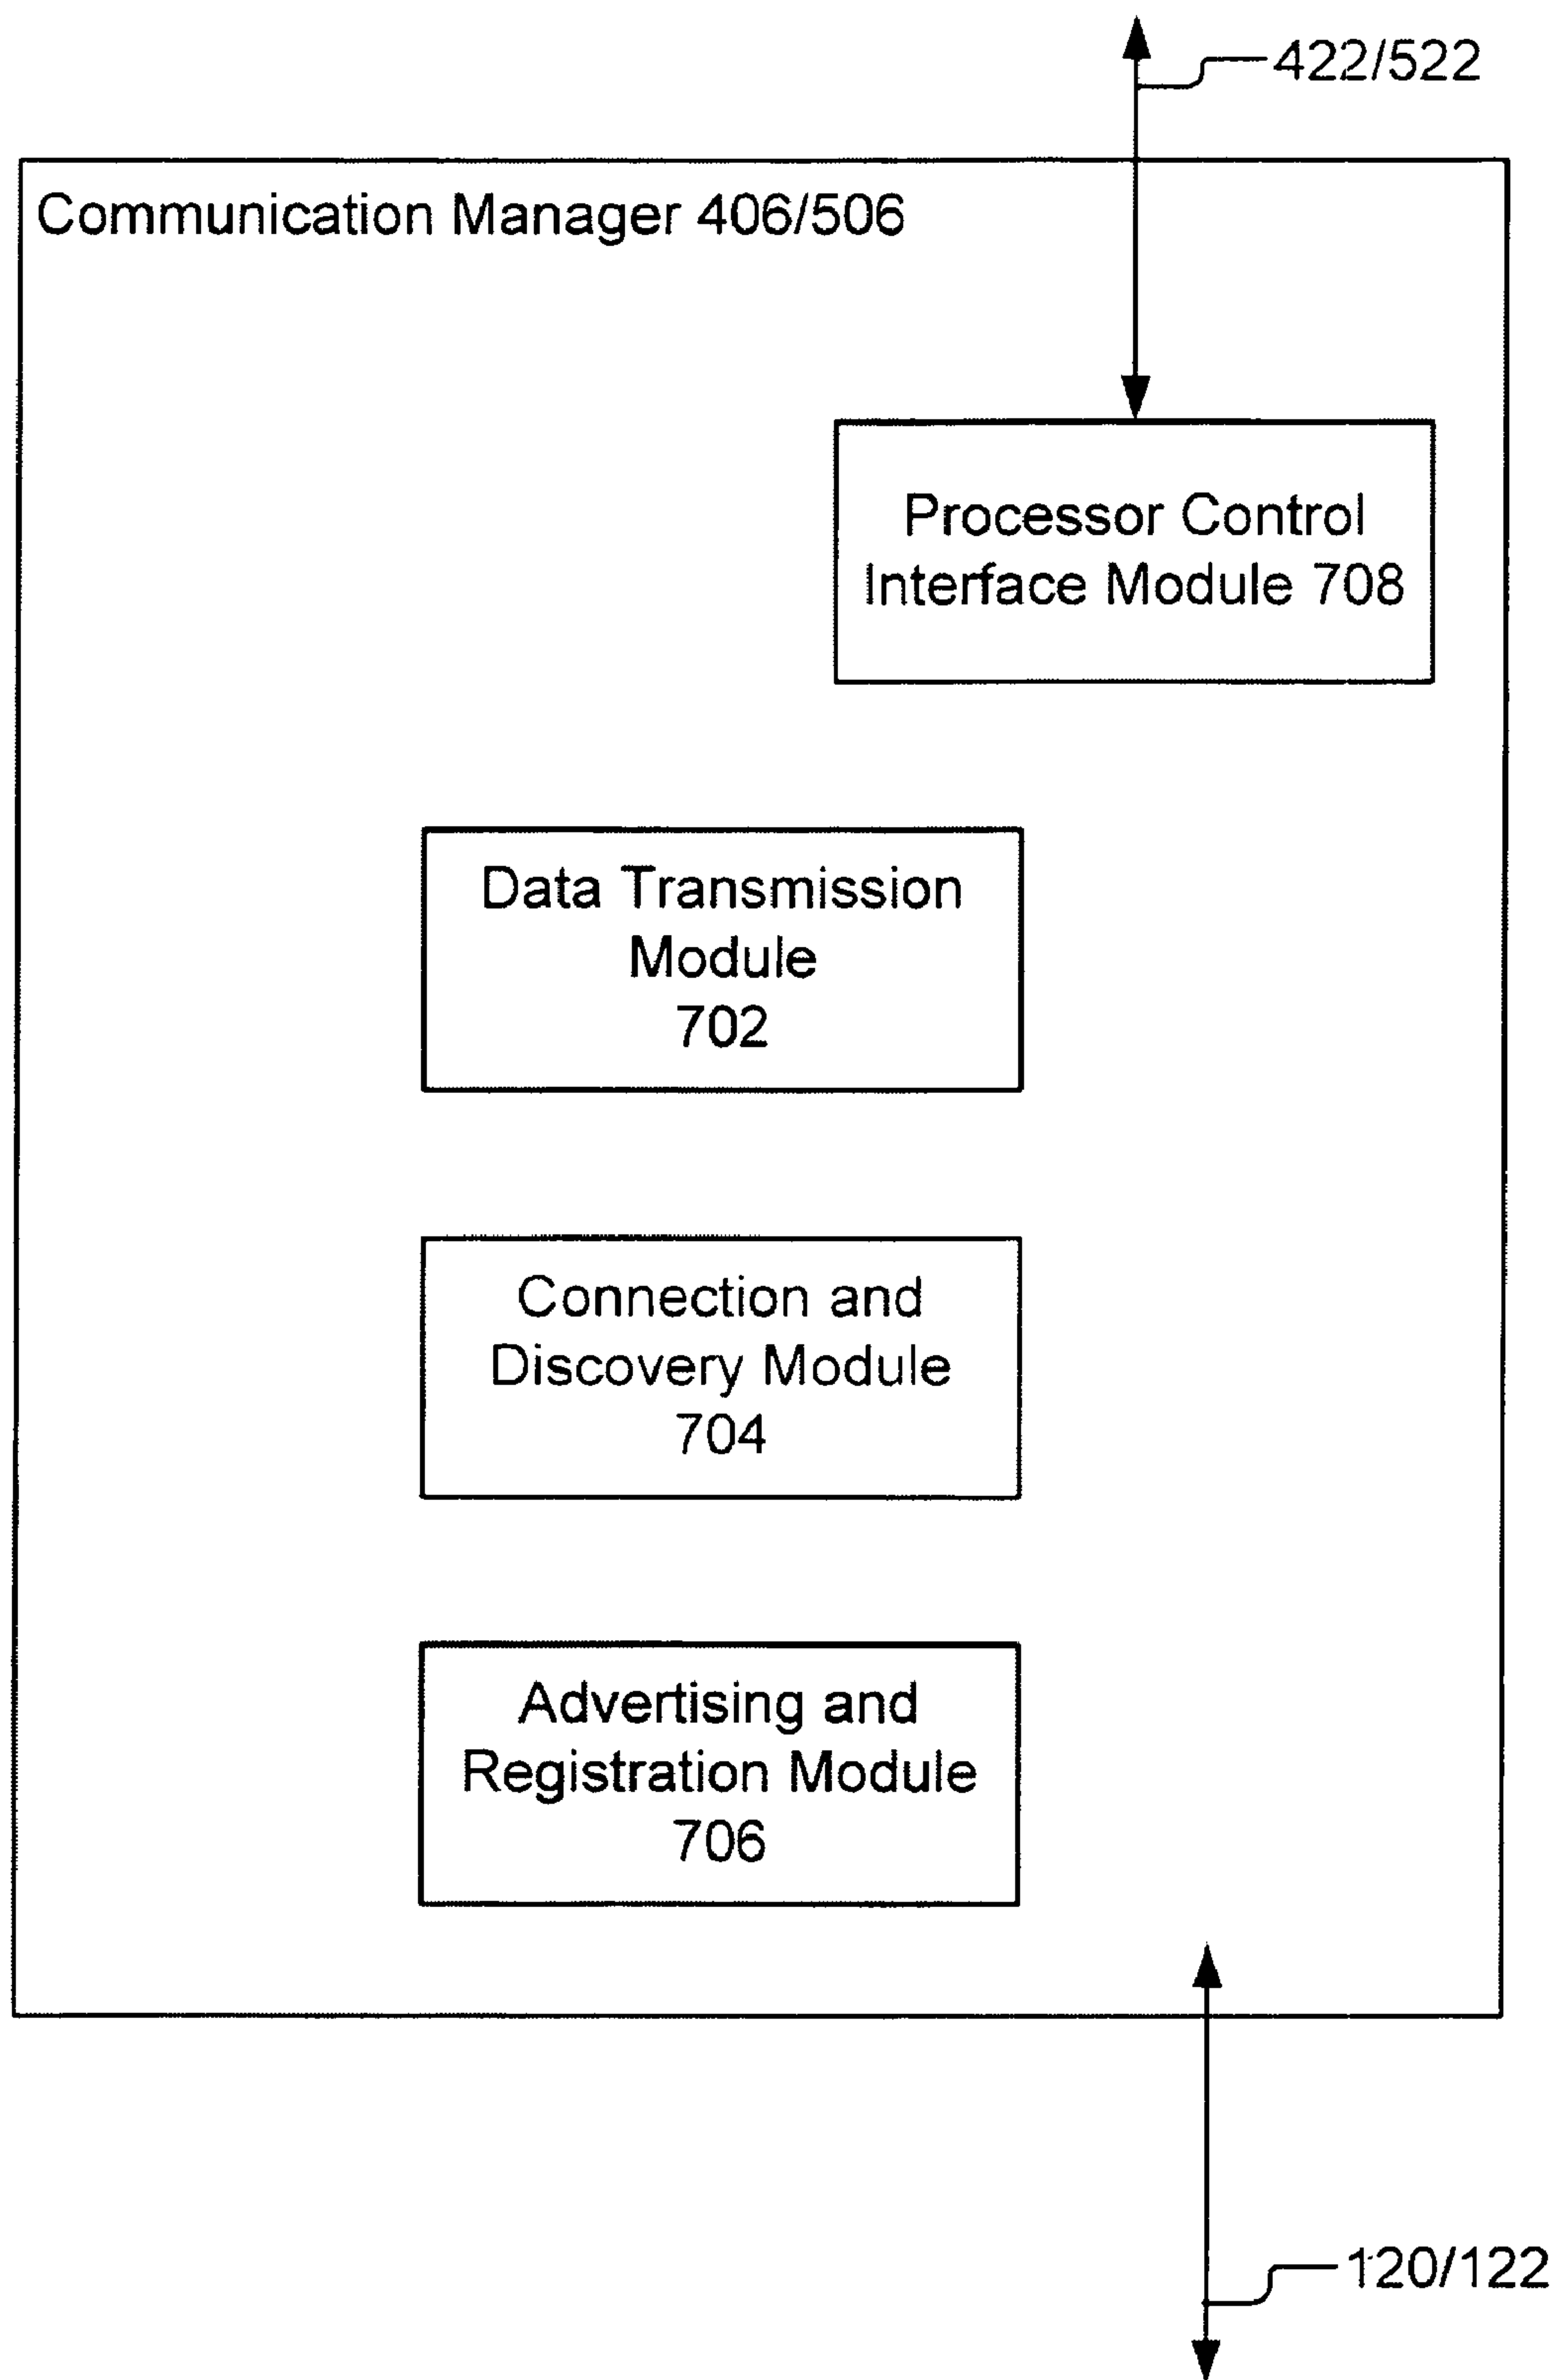 422/522
Communication Manager 406/506
Processor Control
Interface Module 708
Data Transmission
Module
702
Connection and
Discovery Module
704
Advertising and
Registration Module
706
120/122